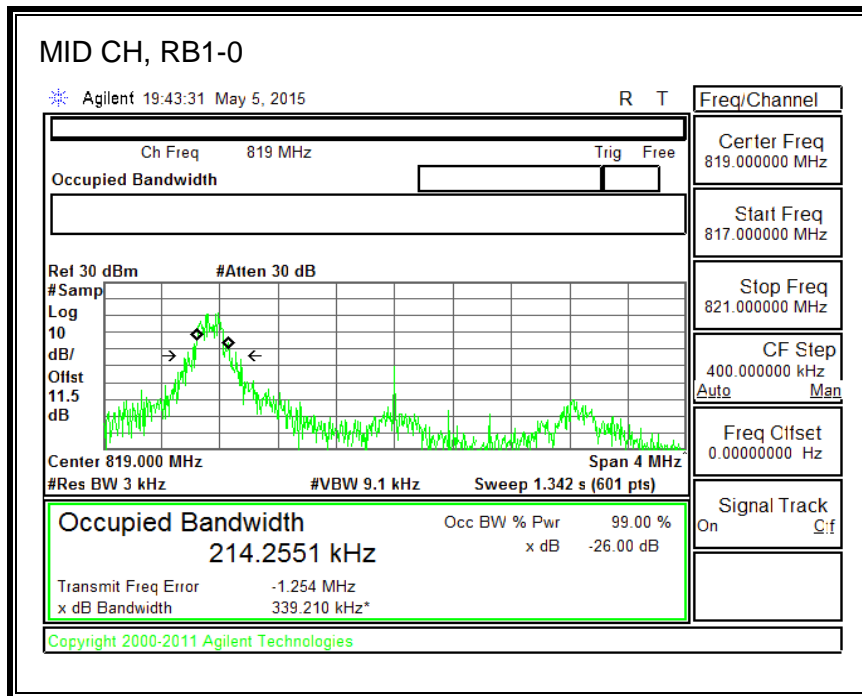 MID CH, RB1-0
Agilent 19:43:31 May 5, 2015 R T
Freq/Channel
Ch Freq 819 MHz Trig Free
Occupied Bandwidth
Center Freq
819.000000 MHz
Start Freq
817.000000 MHz
Stop Freq
821.000000 MHz
CF Step
400.000000 kHz
Auto Man
Freq Offset
0.00000000 Hz
Signal Track
On Off
Ref 30 dBm #Atten 30 dB
#Samp
Log
10
dB/
Offst
11.5
dB
Center 819.000 MHz Span 4 MHz
#Res BW 3 kHz #VBW 9.1 kHz Sweep 1.342 s (601 pts)
Occupied Bandwidth
214.2551 kHz
Occ BW % Pwr 99.00 %
x dB -26.00 dB
Transmit Freq Error -1.254 MHz
x dB Bandwidth 339.210 kHz*
Copyright 2000-2011 Agilent Technologies